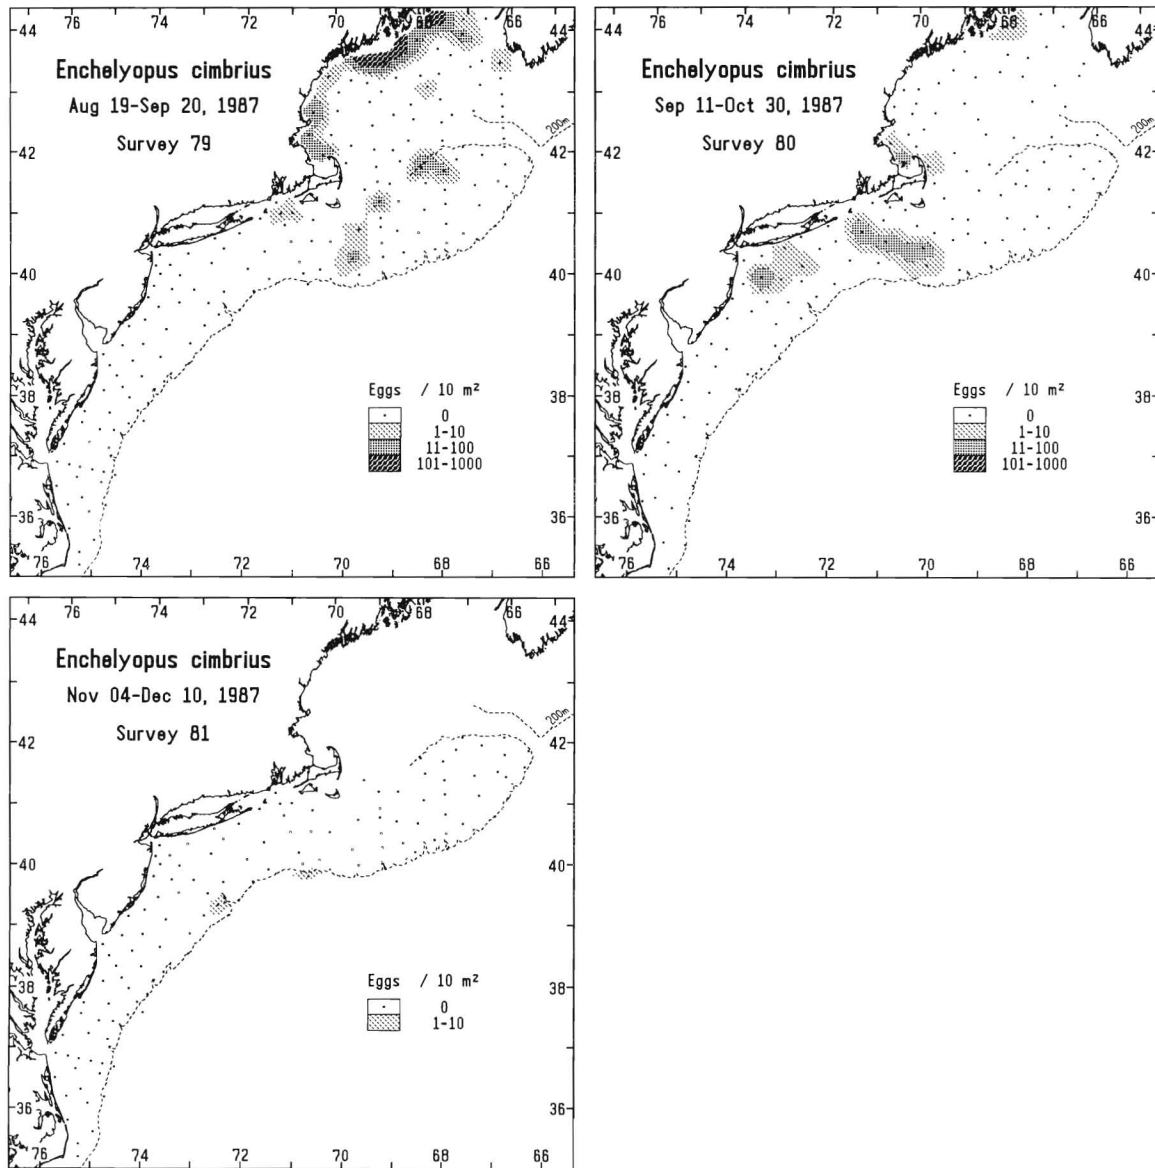 76 74 72 70 68 66
44 44
Enchelyopus cimbrius
Aug 19-Sep 20, 1987
Survey 79
200m
42 42
40 40
Eggs / 10 m²
0
1-10
11-100
101-1000
38 38
36 36
76 74 72 70 68 66
76 74 72 70 68 66
44 44
Enchelyopus cimbrius
Sep 11-Oct 30, 1987
Survey 80
200m
42 42
40 40
Eggs / 10 m²
0
1-10
11-100
101-1000
38 38
36 36
76 74 72 70 68 66
76 74 72 70 68 66
44 44
Enchelyopus cimbrius
Nov 04-Dec 10, 1987
Survey 81
200m
42 42
40 40
Eggs / 10 m²
0
1-10
38 38
36 36
76 74 72 70 68 66